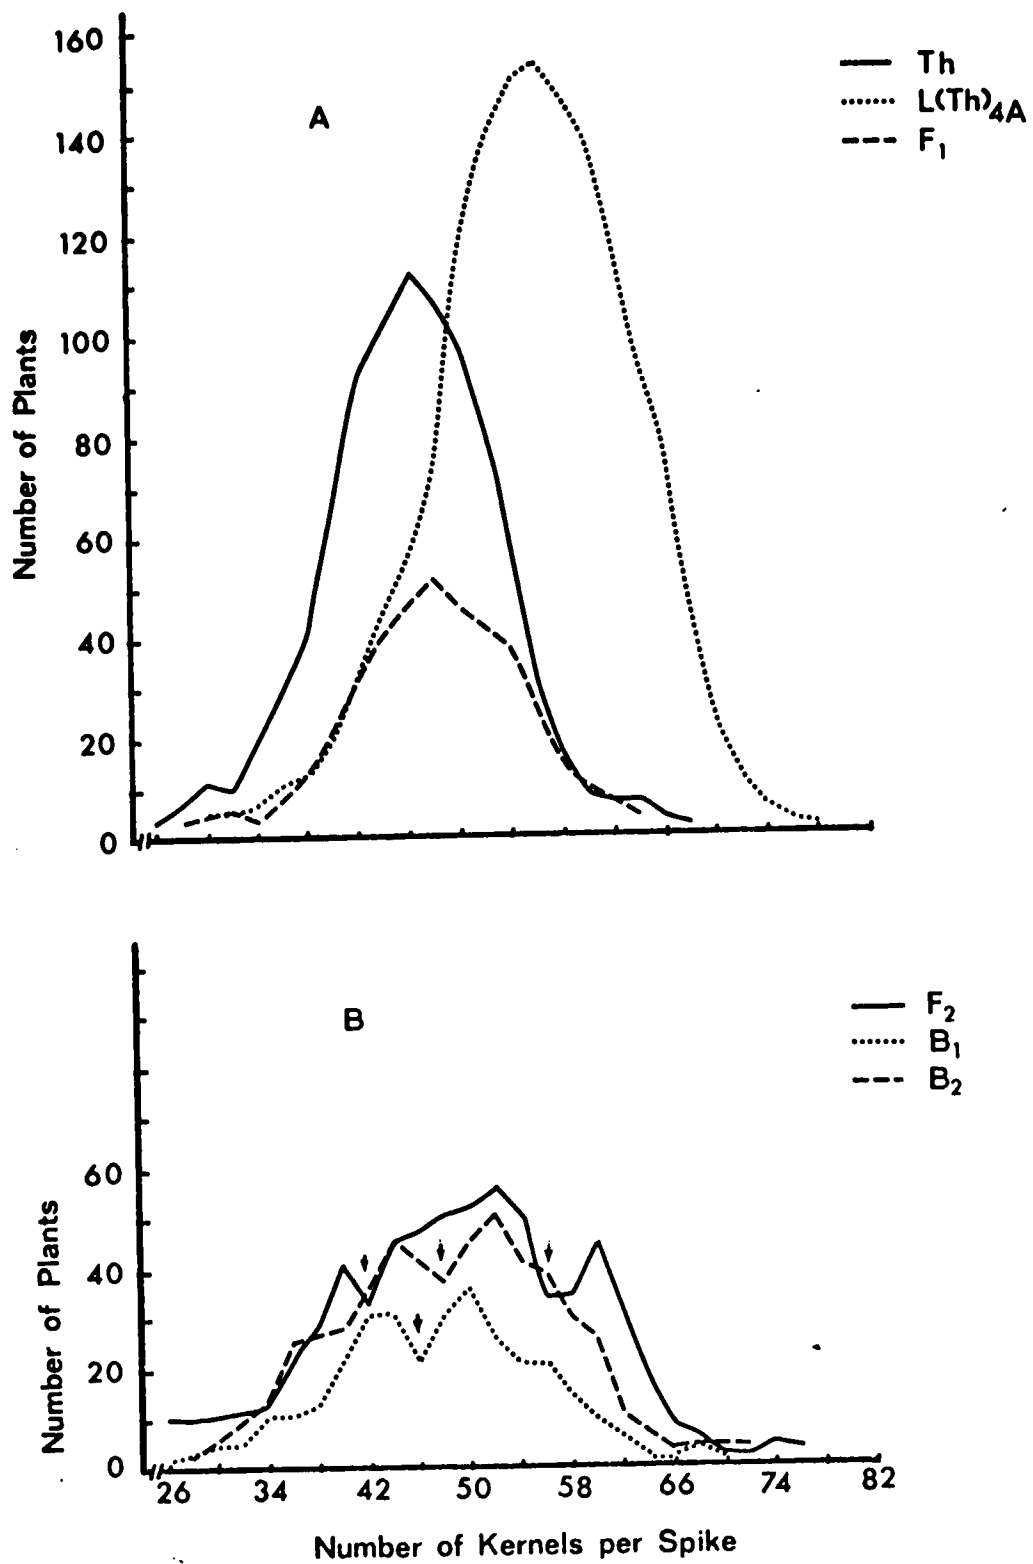 160
140
120
100
80
60
40
20
0
Number of Plants
A
Th
L(Th)4A
F1
60
40
20
0
Number of Plants
B
F2
B1
B2
26 34 42 50 58 66 74 82
Number of Kernels per Spike